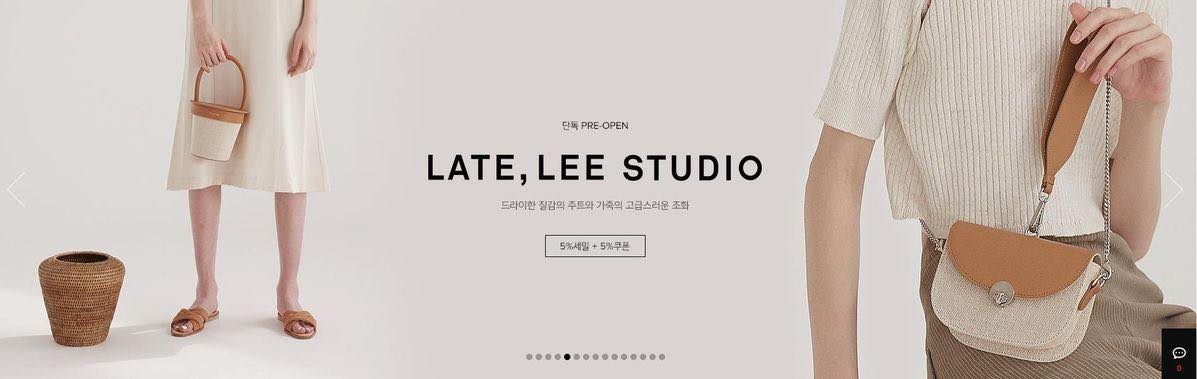 단독 PRE-OPEN
LATE, LEE STUDIO
드라이한 질감의 주트와 가죽의 고급스러운 조화
5%세일 + 5%쿠폰
0